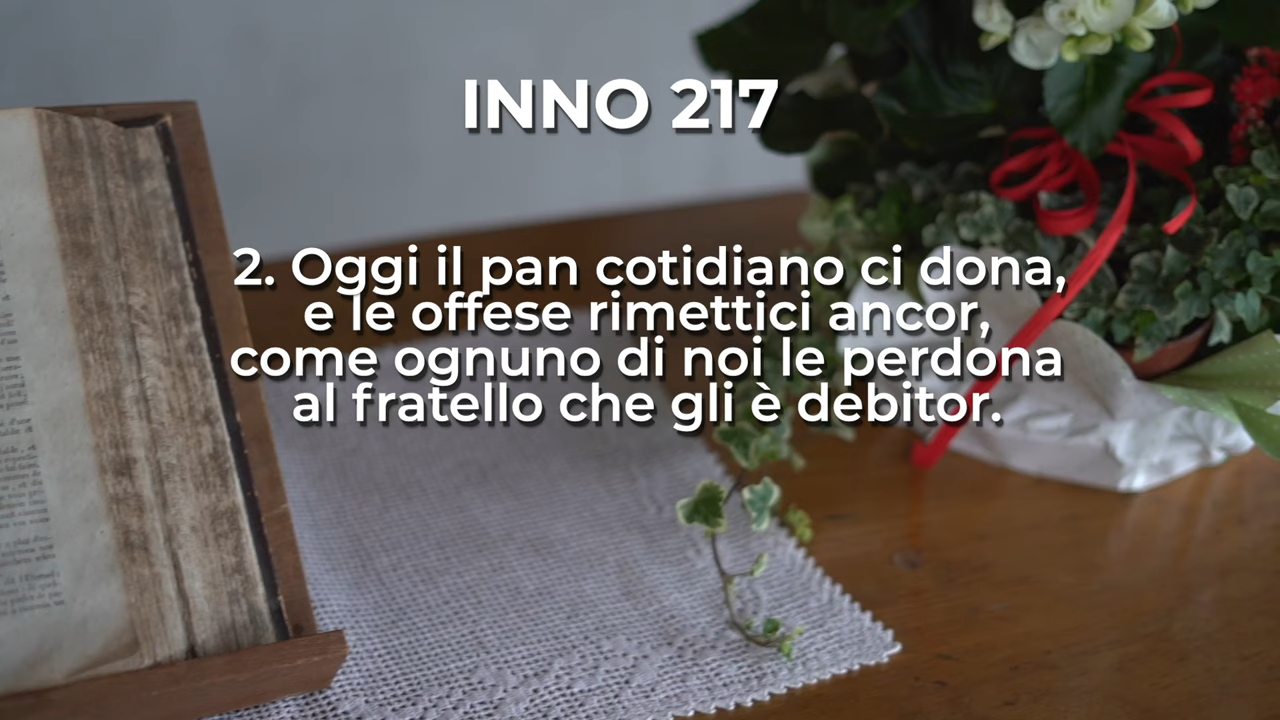 INNO 217
2. Oggi il pan cotidiano ci dona,
e le offese rimettici ancor,
come ognuno di noi le perdona
al fratello che gli è debitor.